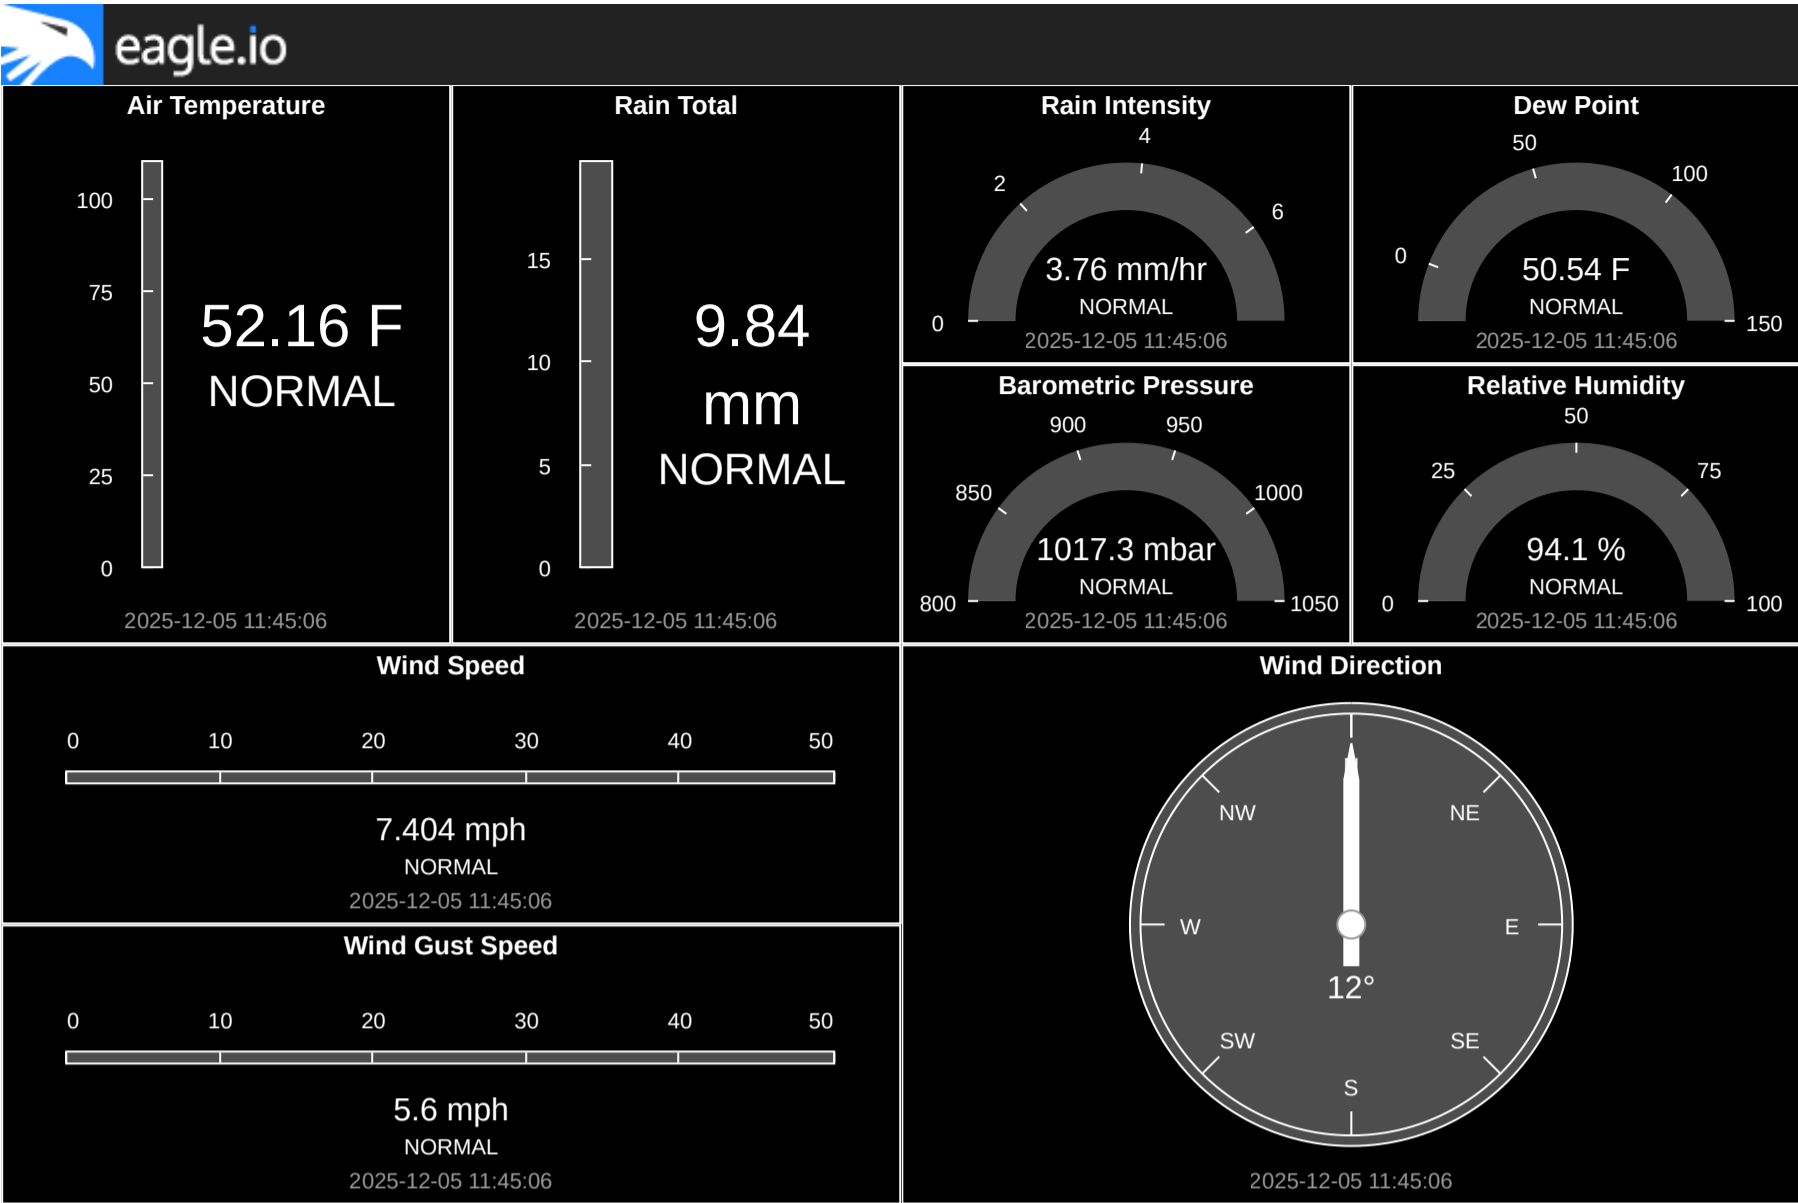 eagle.io
Air Temperature
100
75
50
25
0
52.16 F
NORMAL
2025-12-05 11:45:06
Rain Total
15
10
5
0
9.84
mm
NORMAL
2025-12-05 11:45:06
Rain Intensity
0
2
4
6
3.76 mm/hr
NORMAL
2025-12-05 11:45:06
Dew Point
0
50
100
150
50.54 F
NORMAL
2025-12-05 11:45:06
Barometric Pressure
800
850
900
950
1000
1050
1017.3 mbar
NORMAL
2025-12-05 11:45:06
Relative Humidity
0
25
50
75
100
94.1 %
NORMAL
2025-12-05 11:45:06
Wind Speed
0 10 20 30 40 50
7.404 mph
NORMAL
2025-12-05 11:45:06
Wind Gust Speed
0 10 20 30 40 50
5.6 mph
NORMAL
2025-12-05 11:45:06
Wind Direction
NW NE
W E
12°
SW SE
S
2025-12-05 11:45:06